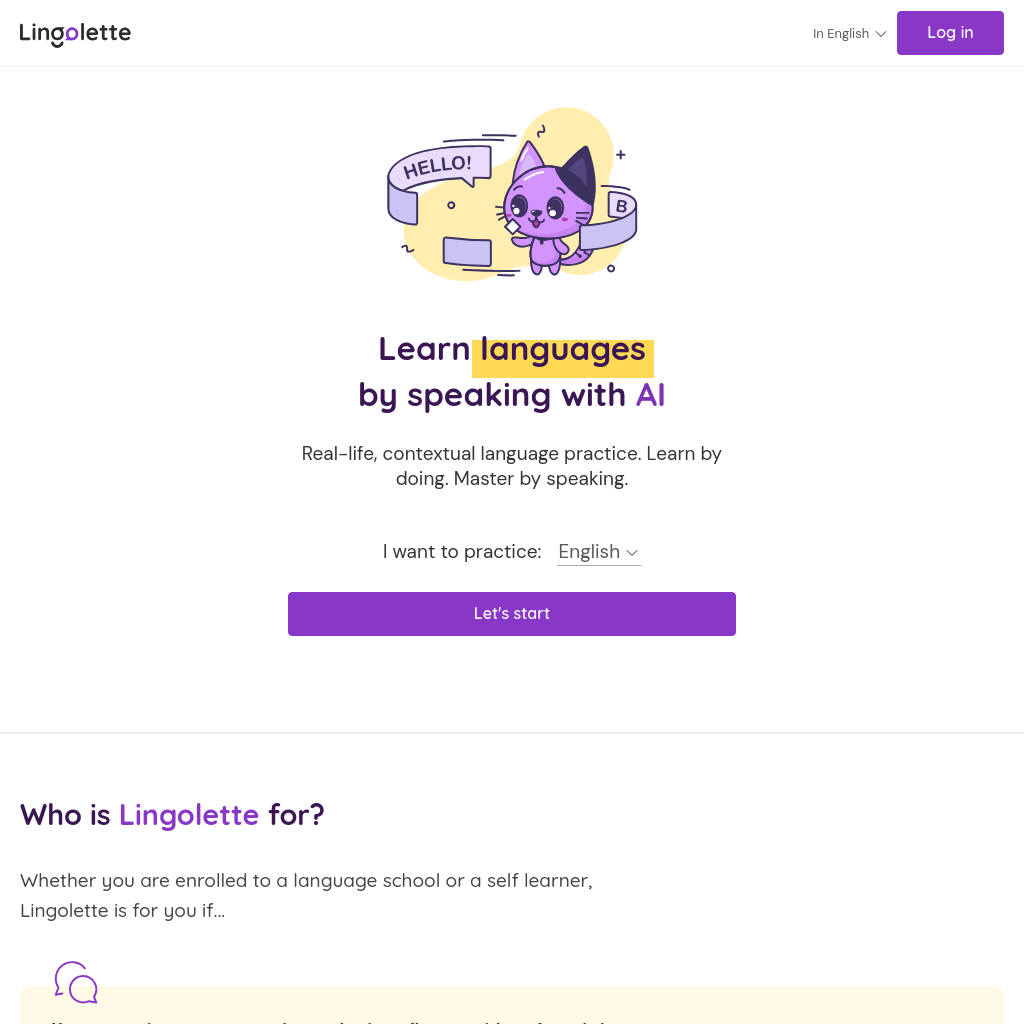 Lingolette
In English
Log in
HELLO!
B
Learn languages
by speaking with AI
Real-life, contextual language practice. Learn by
doing. Master by speaking.
I want to practice: English
Let's start
Who is Lingolette for?
Whether you are enrolled to a language school or a self learner,
Lingolette is for you if...